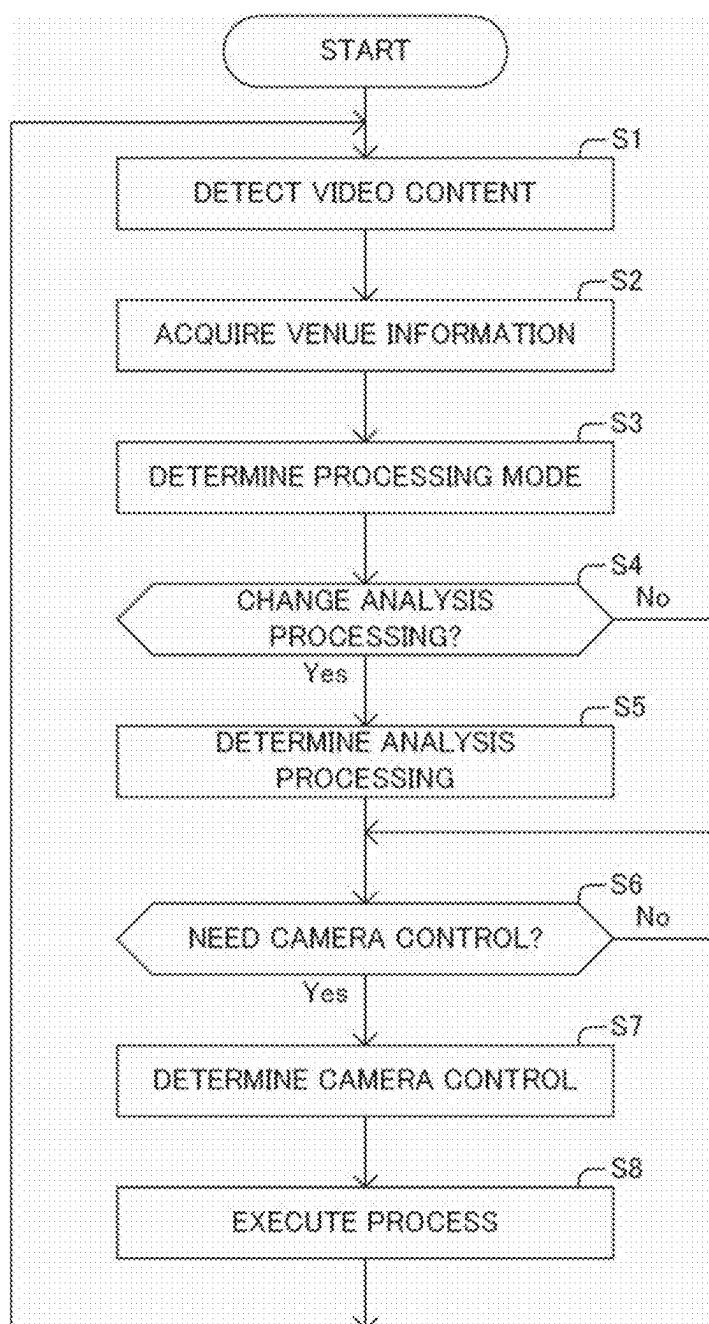 START
S1
DETECT VIDEO CONTENT
S2
ACQUIRE VENUE INFORMATION
S3
DETERMINE PROCESSING MODE
S4
CHANGE ANALYSIS
PROCESSING?
No
Yes
S5
DETERMINE ANALYSIS
PROCESSING
S6
NEED CAMERA CONTROL?
No
Yes
S7
DETERMINE CAMERA CONTROL
S8
EXECUTE PROCESS